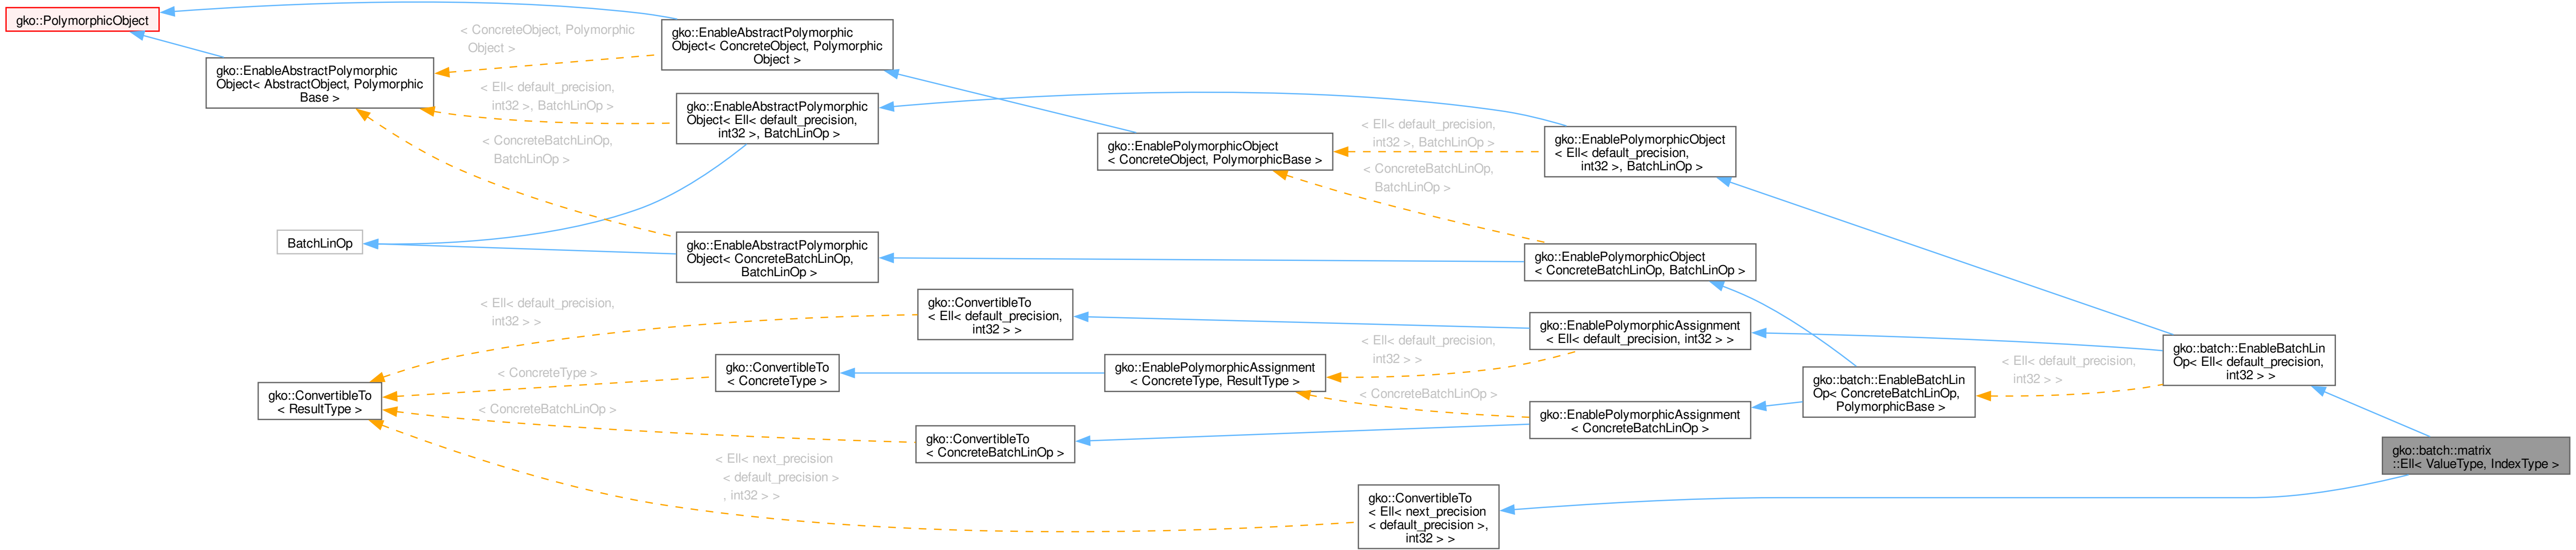 gko::PolymorphicObject
gko::EnableAbstractPolymorphic
Object< AbstractObject, Polymorphic
Base >
< ConcreteObject, Polymorphic
Object >
< Ell< default_precision,
int32 >, BatchLinOp >
< ConcreteBatchLinOp,
BatchLinOp >
gko::EnableAbstractPolymorphic
Object< ConcreteObject, Polymorphic
Object >
gko::EnableAbstractPolymorphic
Object< Ell< default_precision,
int32 >, BatchLinOp >
BatchLinOp
gko::EnableAbstractPolymorphic
Object< ConcreteBatchLinOp,
BatchLinOp >
gko::EnablePolymorphicObject
< ConcreteObject, PolymorphicBase >
< Ell< default_precision,
int32 >, BatchLinOp >
< ConcreteBatchLinOp,
BatchLinOp >
gko::EnablePolymorphicObject
< Ell< default_precision,
int32 >, BatchLinOp >
gko::EnablePolymorphicObject
< ConcreteBatchLinOp, BatchLinOp >
gko::ConvertibleTo
< ResultType >
< Ell< default_precision,
int32 > >
< ConcreteType >
< ConcreteBatchLinOp >
< Ell< next_precision
< default_precision >
, int32 > >
gko::ConvertibleTo
< Ell< default_precision,
int32 > >
gko::ConvertibleTo
< ConcreteType >
gko::ConvertibleTo
< ConcreteBatchLinOp >
gko::EnablePolymorphicAssignment
< ConcreteType, ResultType >
< Ell< default_precision,
int32 > >
< ConcreteBatchLinOp >
gko::EnablePolymorphicAssignment
< Ell< default_precision, int32 > >
gko::EnablePolymorphicAssignment
< ConcreteBatchLinOp >
gko::ConvertibleTo
< Ell< next_precision
< default_precision >,
int32 > >
gko::batch::EnableBatchLin
Op< ConcreteBatchLinOp,
PolymorphicBase >
< Ell< default_precision,
int32 > >
gko::batch::EnableBatchLin
Op< Ell< default_precision,
int32 > >
gko::batch::matrix
::Ell< ValueType, IndexType >